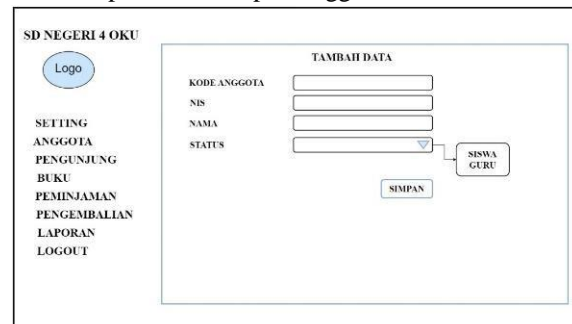 SD NEGERI 4 OKU
Logo
SETTING
ANGGOTA
PENGUNJUNG
BUKU
PEMINJAMAN
PENGEMBALIAN
LAPORAN
LOGOUT
TAMBAH DATA
KODE ANGGOTA
NIS
NAMA
STATUS
SISWA
GURU
SIMPAN